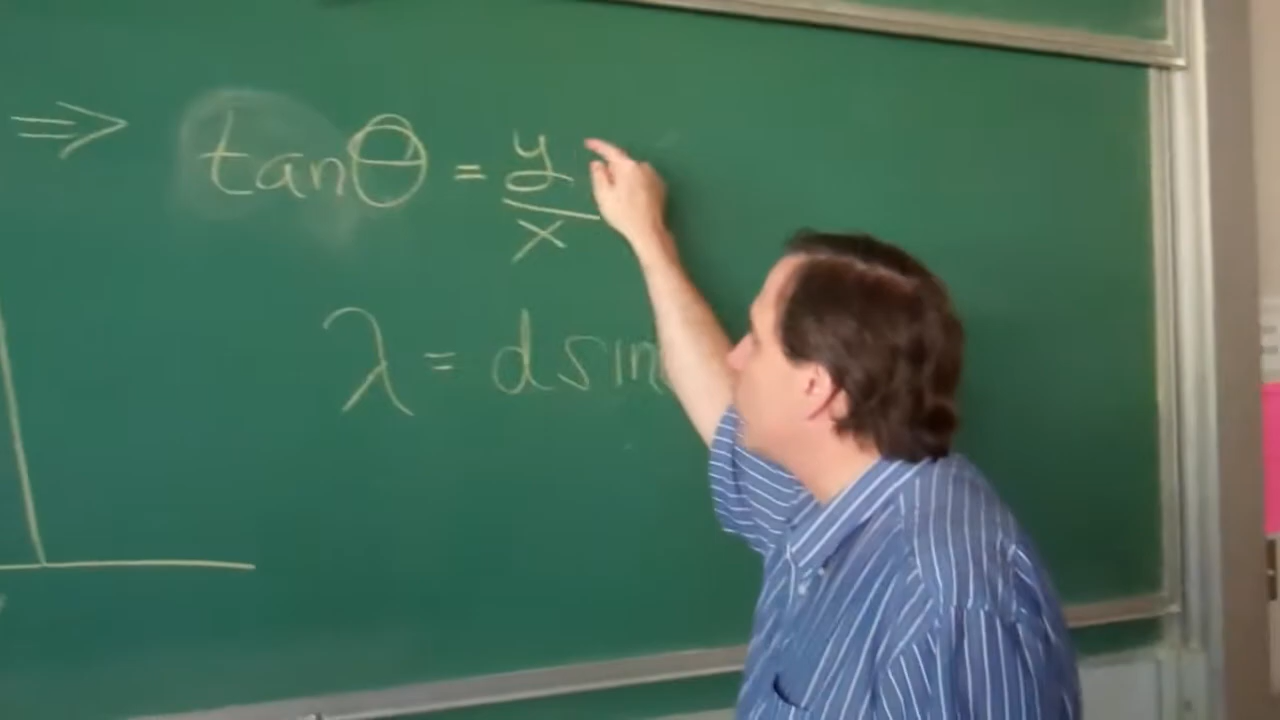 ⇒ tanθ = y/x
λ = d sin